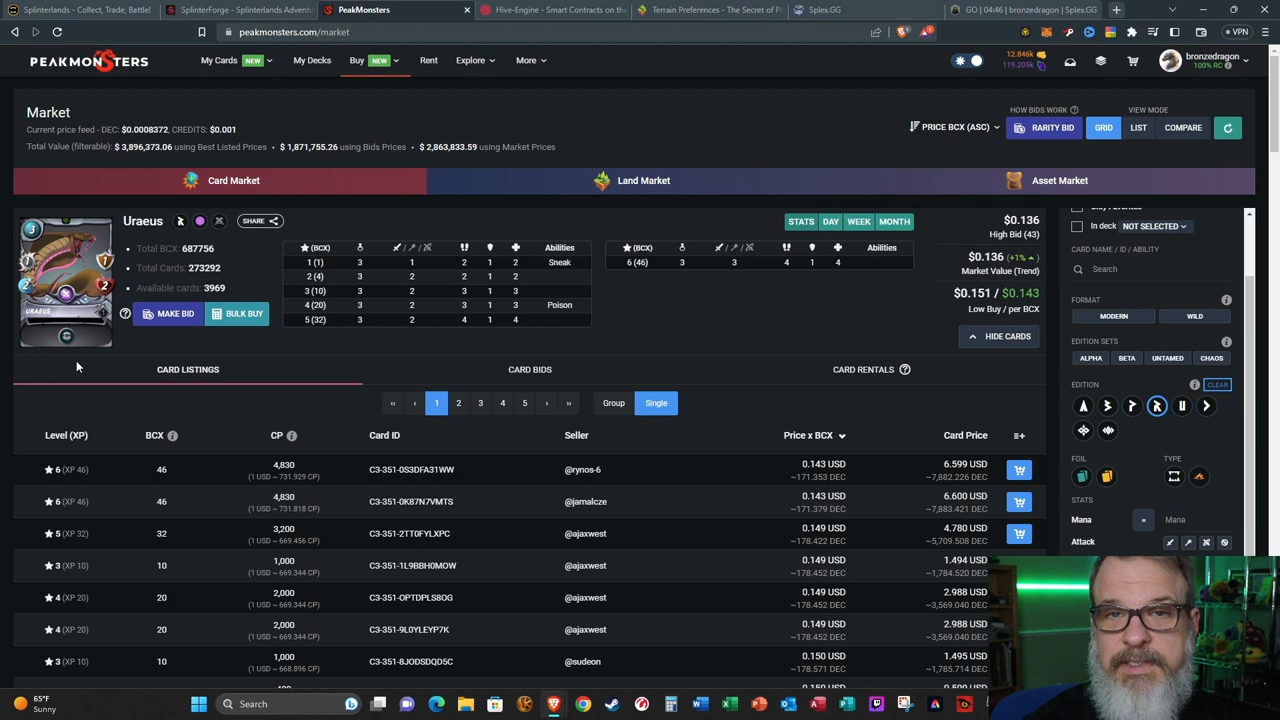 Splinterlands - Collect, Trade, Battle!
SplinterForge - Splinterlands Adventu
PeakMonsters
Hive-Engine - Smart Contracts on the
Terrain Preferences - The Secret of P
Splex.GG
GO | 04:46 | bronzedragon | Splex.GG
peakmonsters.com/market
VPN
PEAKMONSTERS
My Cards NEW
My Decks
Buy NEW
Rent
Explore
More
12.846k
119.205k
bronzedragon
100% RC
Market
Current price feed - DEC: $0.0008372, CREDITS: $0.001
Total Value (filterable): $ 3,896,373.06 using Best Listed Prices • $ 1,871,755.26 using Bids Prices • $ 2,863,833.59 using Market Prices
PRICE BCX (ASC)
HOW BIDS WORK
RARITY BID
VIEW MODE
GRID LIST COMPARE
Card Market
Land Market
Asset Market
3
1
2
2
URAEUS
Uraeus
SHARE
Total BCX: 687756
Total Cards: 273292
Available cards: 3969
MAKE BID
BULK BUY
(BCX) Abilities
1 (1) 3 1 2 1 2 Sneak
2 (4) 3 2 2 1 2
3 (10) 3 2 3 1 3
4 (20) 3 2 3 1 3 Poison
5 (32) 3 2 4 1 4
(BCX) Abilities
6 (46) 3 3 4 1 4
STATS DAY WEEK MONTH
$0.136
High Bid (43)
$0.136 (+1%)
Market Value (Trend)
$0.151 / $0.143
Low Buy / per BCX
HIDE CARDS
CARD LISTINGS
CARD BIDS
CARD RENTALS
« ‹ 1 2 3 4 5 › »
Group Single
Level (XP) BCX CP Card ID Seller Price x BCX Card Price
6 (XP 46) 46 4,830 C3-351-0S3DFA31WW @rynos-6 0.143 USD 6.599 USD
(1 USD ~ 731.929 CP) ~171.353 DEC ~7,882.226 DEC
6 (XP 46) 46 4,830 C3-351-0K87N7VMTS @jamalcze 0.143 USD 6.600 USD
(1 USD ~ 731.818 CP) ~171.379 DEC ~7,883.421 DEC
5 (XP 32) 32 3,200 C3-351-2TT0FYLXPC @ajaxwest 0.149 USD 4.780 USD
(1 USD ~ 669.456 CP) ~178.422 DEC ~5,709.508 DEC
3 (XP 10) 10 1,000 C3-351-1L9BBH0MOW @ajaxwest 0.149 USD 1.494 USD
(1 USD ~ 669.344 CP) ~178.452 DEC ~1,784.520 DEC
4 (XP 20) 20 2,000 C3-351-OPTDPLS8OG @ajaxwest 0.149 USD 2.988 USD
(1 USD ~ 669.344 CP) ~178.452 DEC ~3,569.040 DEC
4 (XP 20) 20 2,000 C3-351-9L0YLEYP7K @ajaxwest 0.149 USD 2.988 USD
(1 USD ~ 669.344 CP) ~178.452 DEC ~3,569.040 DEC
3 (XP 10) 10 1,000 C3-351-8JODSDQD5C @sudeon 0.150 USD 1.495 USD
(1 USD ~ 668.896 CP) ~178.571 DEC ~1,785.714 DEC
In deck NOT SELECTED
CARD NAME / ID / ABILITY
Search
FORMAT
MODERN WILD
EDITION SETS
ALPHA BETA UNTAMED CHAOS
EDITION CLEAR
FOIL TYPE
STATS
Mana = Mana
Attack
65°F
Sunny
Search